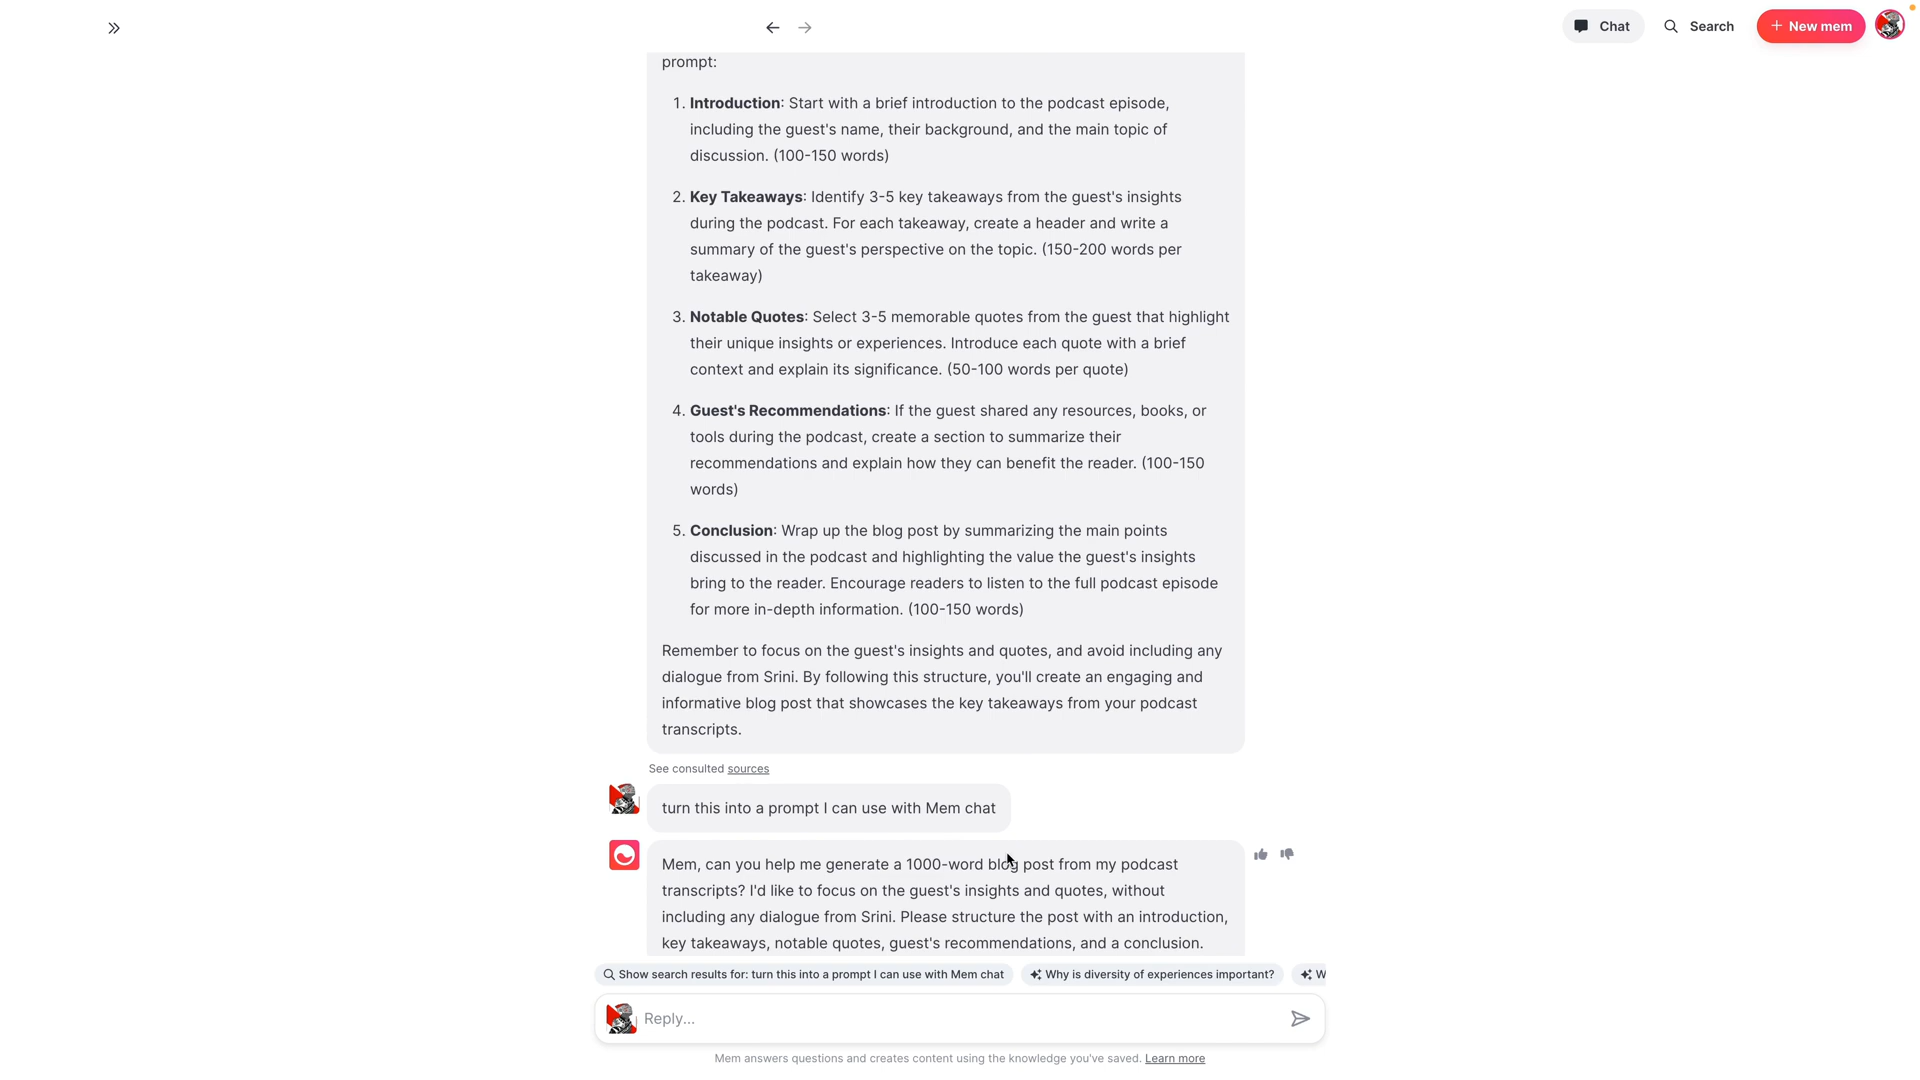 Chat
Search
+ New mem
prompt:
1. Introduction: Start with a brief introduction to the podcast episode,
including the guest's name, their background, and the main topic of
discussion. (100-150 words)
2. Key Takeaways: Identify 3-5 key takeaways from the guest's insights
during the podcast. For each takeaway, create a header and write a
summary of the guest's perspective on the topic. (150-200 words per
takeaway)
3. Notable Quotes: Select 3-5 memorable quotes from the guest that highlight
their unique insights or experiences. Introduce each quote with a brief
context and explain its significance. (50-100 words per quote)
4. Guest's Recommendations: If the guest shared any resources, books, or
tools during the podcast, create a section to summarize their
recommendations and explain how they can benefit the reader. (100-150
words)
5. Conclusion: Wrap up the blog post by summarizing the main points
discussed in the podcast and highlighting the value the guest's insights
bring to the reader. Encourage readers to listen to the full podcast episode
for more in-depth information. (100-150 words)
Remember to focus on the guest's insights and quotes, and avoid including any
dialogue from Srini. By following this structure, you'll create an engaging and
informative blog post that showcases the key takeaways from your podcast
transcripts.
See consulted sources
turn this into a prompt I can use with Mem chat
Mem, can you help me generate a 1000-word blog post from my podcast
transcripts? I'd like to focus on the guest's insights and quotes, without
including any dialogue from Srini. Please structure the post with an introduction,
key takeaways, notable quotes, guest's recommendations, and a conclusion.
Show search results for: turn this into a prompt I can use with Mem chat
Why is diversity of experiences important?
W
Reply...
Mem answers questions and creates content using the knowledge you've saved. Learn more